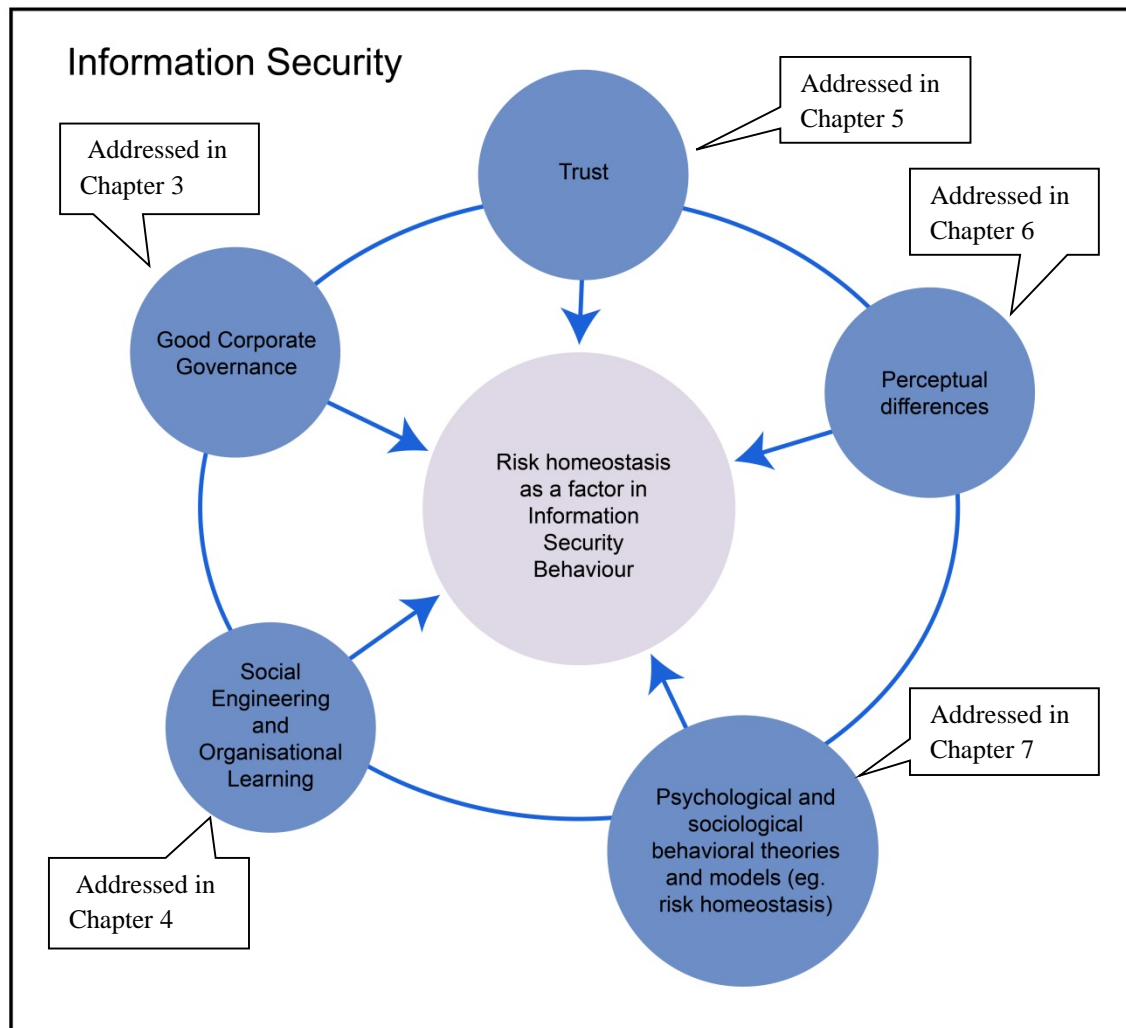 Information Security
Addressed in
Chapter 5
Addressed in
Chapter 3
Trust
Addressed in
Chapter 6
Good Corporate
Governance
Perceptual
differences
Risk homeostasis
as a factor in
Information
Security
Behaviour
Social
Engineering
and
Organisational
Learning
Addressed in
Chapter 7
Psychological and
sociological
behavioral theories
and models (eg.
risk homeostasis)
Addressed in
Chapter 4